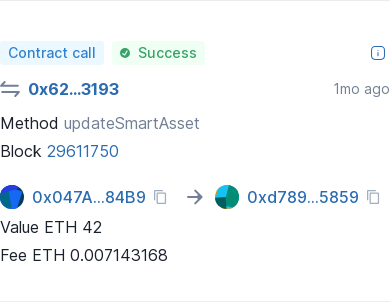 Contract call Success
0x62...3193 1mo ago
Method updateSmartAsset
Block 29611750
0x047A...84B9 0xd789...5859
Value ETH 42
Fee ETH 0.007143168